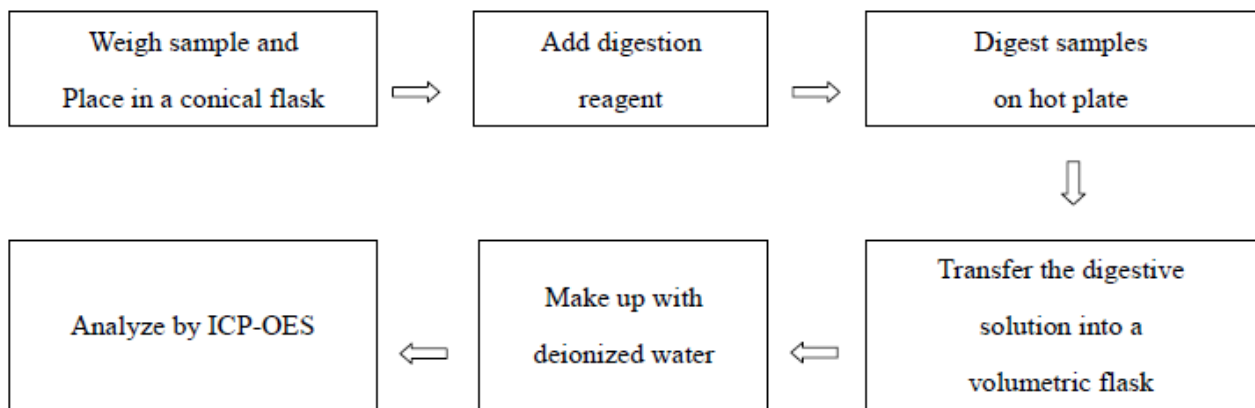 Weigh sample and
Place in a conical flask
Add digestion
reagent
Digest samples
on hot plate
Transfer the digestive
solution into a
volumetric flask
Make up with
deionized water
Analyze by ICP-OES